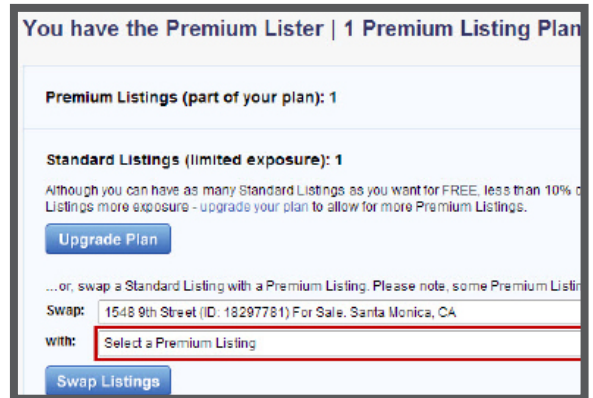 You have the Premium Lister | 1 Premium Listing Plan
Premium Listings (part of your plan): 1
Standard Listings (limited exposure): 1
Although you can have as many Standard Listings as you want for FREE, less than 10%
Listings more exposure - upgrade your plan to allow for more Premium Listings.
Upgrade Plan
...or, swap a Standard Listing with a Premium Listing. Please note, some Premium
Swap: 1548 9th Street (ID: 18297781) For Sale. Santa Monica, CA
with: Select a Premium Listing
Swap Listings